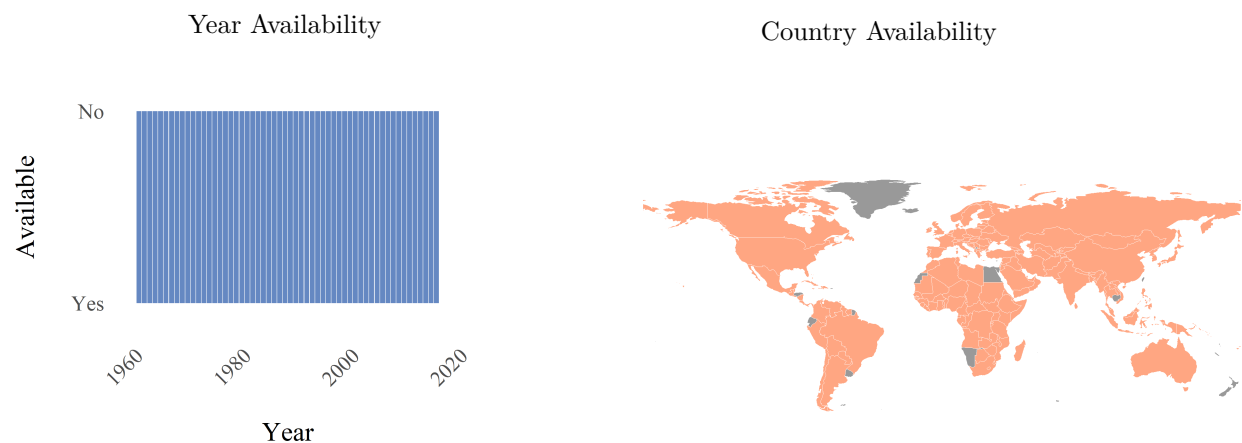 Year Availability
No
Available
Yes
1960
1980
2000
2020
Year
Country Availability